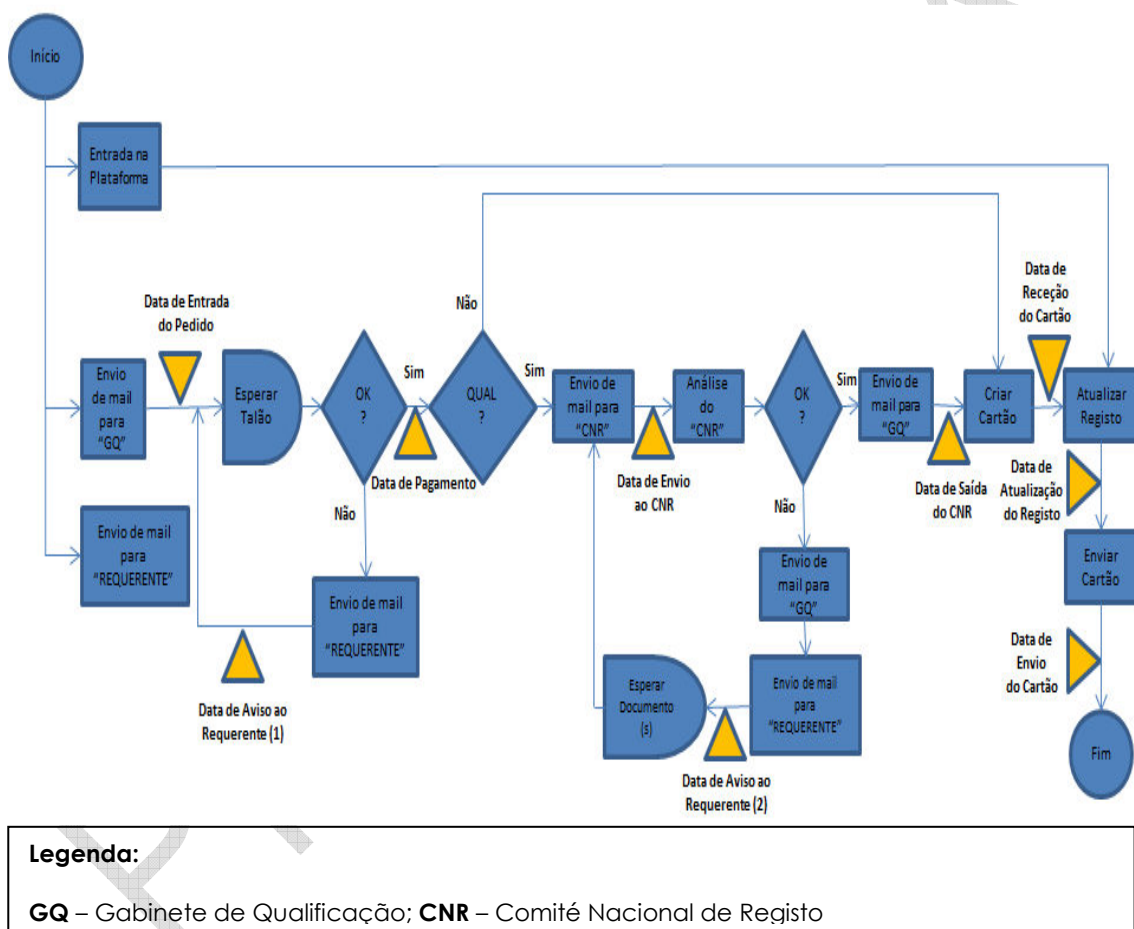 Início
Entrada na
Plataforma
Data de Entrada
do Pedido
Envio
de mail
para
“GQ”
Esperar
Talão
OK
?
Sim
Não
Data de Pagamento
QUAL
?
Não
Sim
Envio de
mail para
“CNR”
Data de Envio
ao CNR
Análise
do
“CNR”
OK
?
Sim
Não
Envio de
mail para
“GQ”
Data de Saída
do CNR
Criar
Cartão
Data de
Receção
do Cartão
Atualizar
Registo
Data de
Atualização
do Registo
Enviar
Cartão
Data de
Envio
do Cartão
Fim
Envio de mail
para
“REQUERENTE”
Envio de mail
para
“REQUERENTE”
Data de Aviso ao
Requerente (1)
Envio de
mail para
“GQ”
Envio de mail
para
“REQUERENTE”
Esperar
Documento
(s)
Data de Aviso ao
Requerente (2)
Legenda:
GQ – Gabinete de Qualificação; CNR – Comité Nacional de Registo